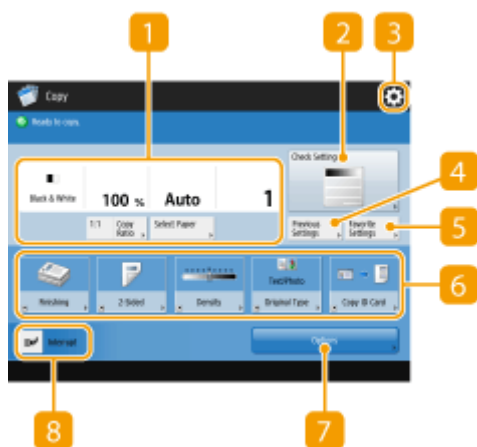 1
2
3
Copy
Ready to copy.
Check Settings
Black & White
100 %
Auto
1
1:1 Copy Ratio
Select Paper
Previous Settings
Favorite Settings
4
5
Finishing
2-Sided
Density
Text/Photo
Original Type
Copy ID Card
6
Interrupt
Options
8
7